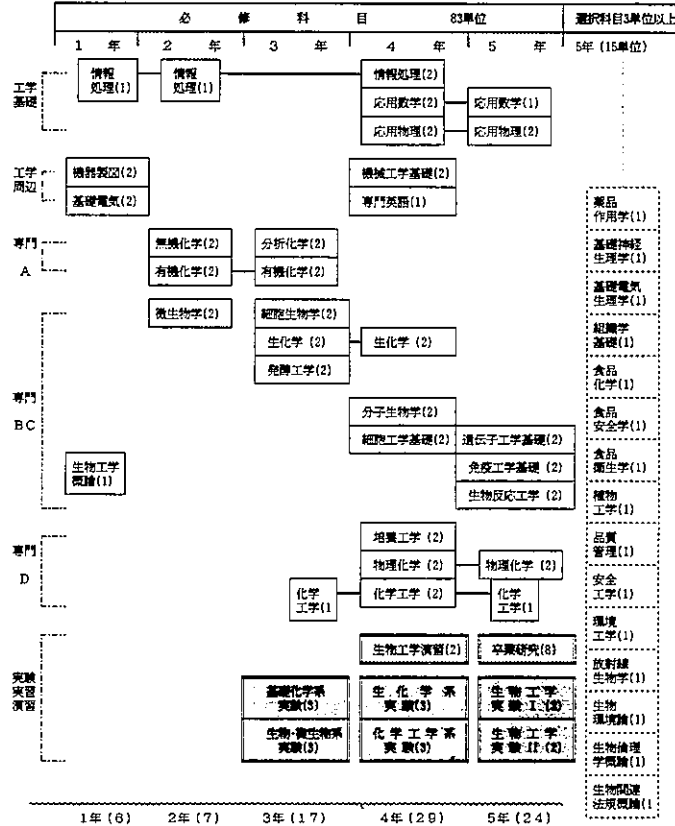 必修科目 83単位 選択科目3単位以上
1年 2年 3年 4年 5年 5年(15単位)
工学
基礎
情報
処理(1)
情報
処理(1)
情報処理(2)
応用数学(2) 応用数学(1)
応用物理(2) 応用物理(2)
工学
周辺
機器製図(2) 機械工学基礎(2)
基礎電気(2) 専門英語(1)
専門
A
無機化学(2) 分析化学(2)
有機化学(2) 有機化学(2)
専門
BC
微生物学(2) 細胞生物学(2)
生化学(2) 生化学(2)
発酵工学(2)
分子生物学(2)
細胞工学基礎(2) 遺伝子工学基礎(2)
生物工学
概論(1)
免疫工学基礎(2)
生物反応工学(2)
専門
D
培養工学(2)
物理化学(2) 物理化学(2)
化学
工学(1
化学工学(2)
化学
工学(1
実験
実習
演習
生物工学演習(2) 卒業研究(8)
基礎化学系
実験(3)
生化学系
実験(3)
生物工学
実験I(2)
生物・微生物系
実験(3)
化学工学系
実験(3)
生物工学
実験II(2)
薬品
作用学(1)
基礎神経
生理学(1)
基礎電気
生理学(1)
組織学
基礎(1)
食品
化学(1)
食品
安全学(1)
食品
衛生学(1)
植物
工学(1)
品質
管理(1)
安全
工学(1)
環境
工学(1)
放射線
生物学(1)
生物
環境論(1)
生物倫理
学概論(1)
生物関連
法規概論(1
1年(6) 2年(7) 3年(17) 4年(29) 5年(24)